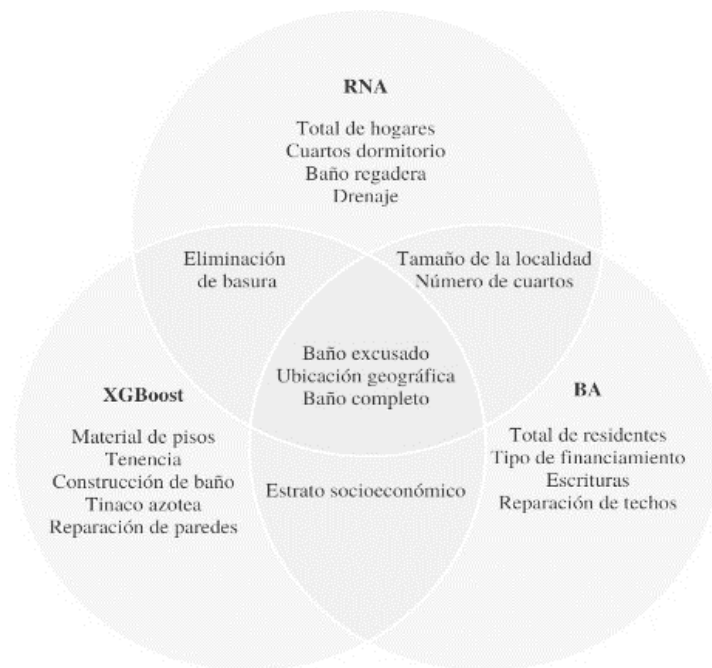 RNA
Total de hogares
Cuartos dormitorio
Baño regadera
Drenaje
Eliminación
de basura
Tamaño de la localidad
Número de cuartos
Baño excusado
Ubicación geográfica
Baño completo
XGBoost
Material de pisos
Tenencia
Construcción de baño
Tinaco azotea
Reparación de paredes
BA
Total de residentes
Tipo de financiamiento
Escrituras
Reparación de techos
Estrato socioeconómico